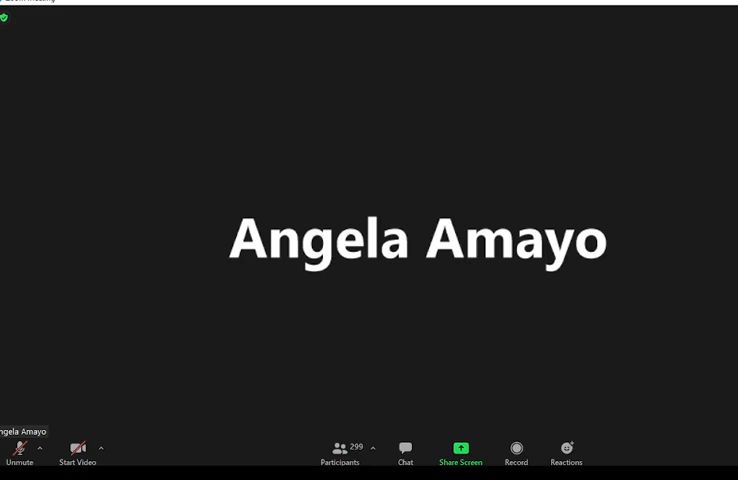 Angela Amayo
ngela Amayo
299
Unmute
Start Video
Participants
Chat
Share Screen
Record
Reactions